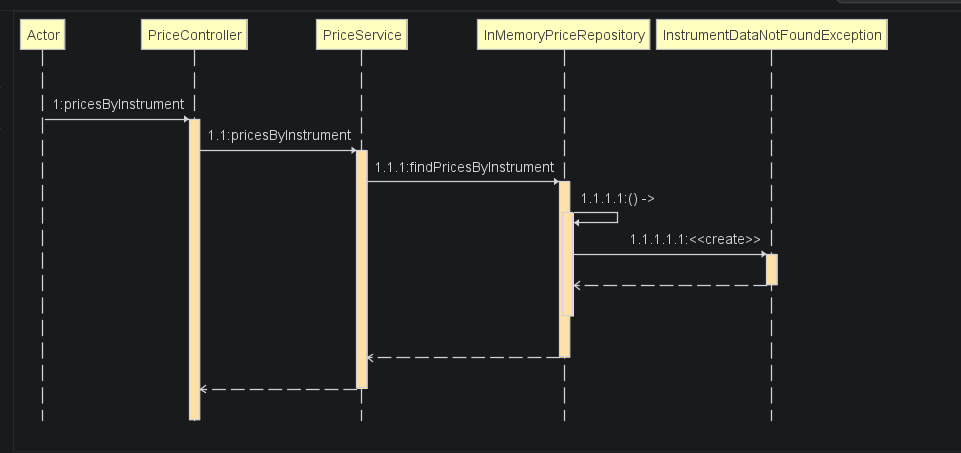 Actor
PriceController
PriceService
InMemoryPriceRepository
InstrumentDataNotFoundException
1:pricesByInstrument
1.1:pricesByInstrument
1.1.1:findPricesByInstrument
1.1.1.1:() ->
1.1.1.1.1:<<create>>